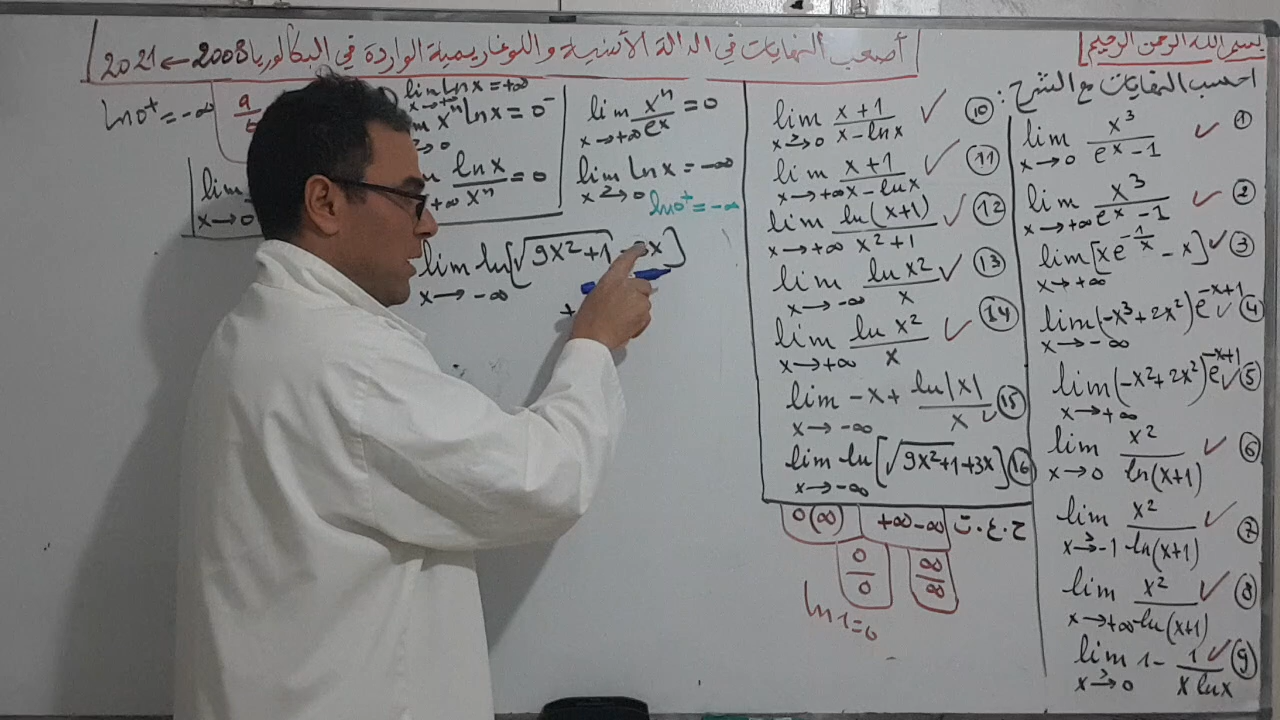 بسم الله الرحمن الرحيم
أصعب النهايات في الدالة الأسية و اللوغاريتمية الواردة في البكالوريا 2008 → 2021
احسب النهايات مع الشرح :
① lim x→0 x³/(eˣ-1) ✓
② lim x→+∞ x³/(eˣ-1) ✓
③ lim x→+∞ [xe^(-1/x) - x] ✓
④ lim x→-∞ (-x³+2x²)e^(-x+1) ✓
⑤ lim x→+∞ (-x²+2x²)e^(-x+1) ✓
⑥ lim x→0 x²/ln(x+1) ✓
⑦ lim x→>-1 x²/ln(x+1) ✓
⑧ lim x→+∞ x²/ln(x+1) ✓
⑨ lim x→>0 1 - 1/(x lnx) ✓
⑩ lim x→>0 (x+1)/(x-lnx) ✓
⑪ lim x→+∞ (x+1)/(x-lnx) ✓
⑫ lim x→+∞ ln(x+1)/(x²+1) ✓
⑬ lim x→-∞ lnx²/x ✓
⑭ lim x→+∞ lnx²/x ✓
⑮ lim x→-∞ -x + ln|x|/x ✓
⑯ lim x→-∞ ln[√(9x²+1)+3x]
ح.ع.ت +∞-∞ 0(∞)
∞/∞ 0/0
ln1=0
lim x→+∞ xⁿ/eˣ = 0
lim x→>0 lnx = -∞
ln0⁺ = -∞
lnx = +∞
xⁿlnx = 0⁻
lnx/xⁿ = 0
ln0⁺ = -∞
lim x→0
lim x→-∞ ln[√(9x²+1)